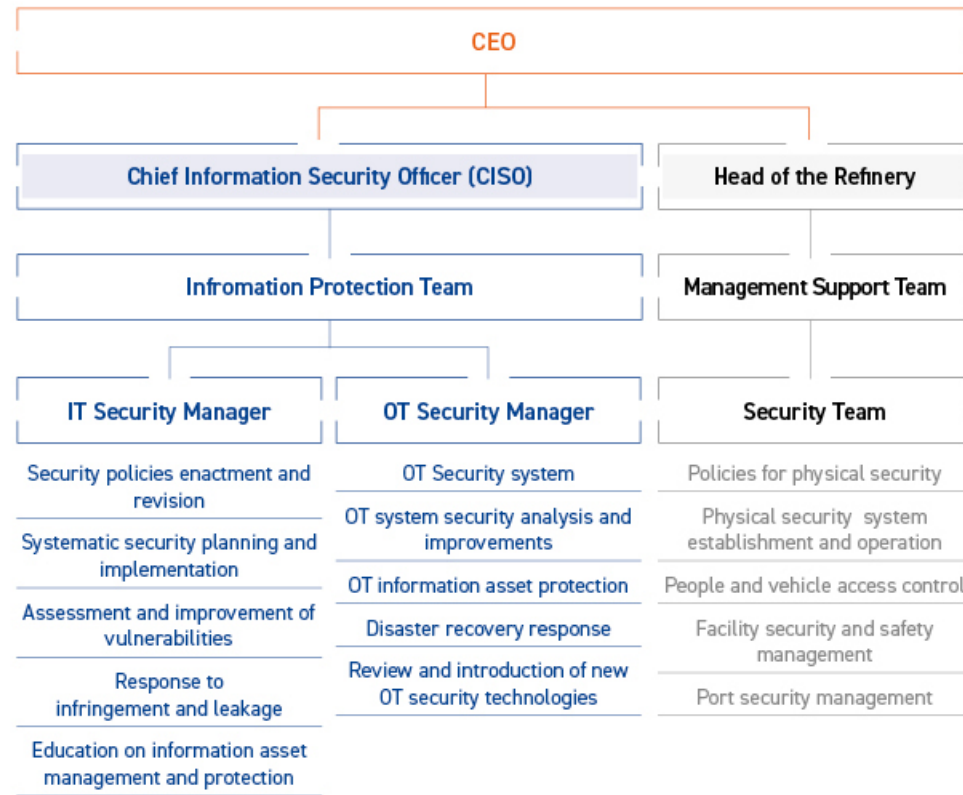 CEO
Chief Information Security Officer (CISO)
Head of the Refinery
Infromation Protection Team
Management Support Team
IT Security Manager
OT Security Manager
Security Team
Security policies enactment and
revision
Systematic security planning and
implementation
Assessment and improvement of
vulnerabilities
Response to
infringement and leakage
Education on information asset
management and protection
OT Security system
OT system security analysis and
improvements
OT information asset protection
Disaster recovery response
Review and introduction of new
OT security technologies
Policies for physical security
Physical security system
establishment and operation
People and vehicle access control
Facility security and safety
management
Port security management